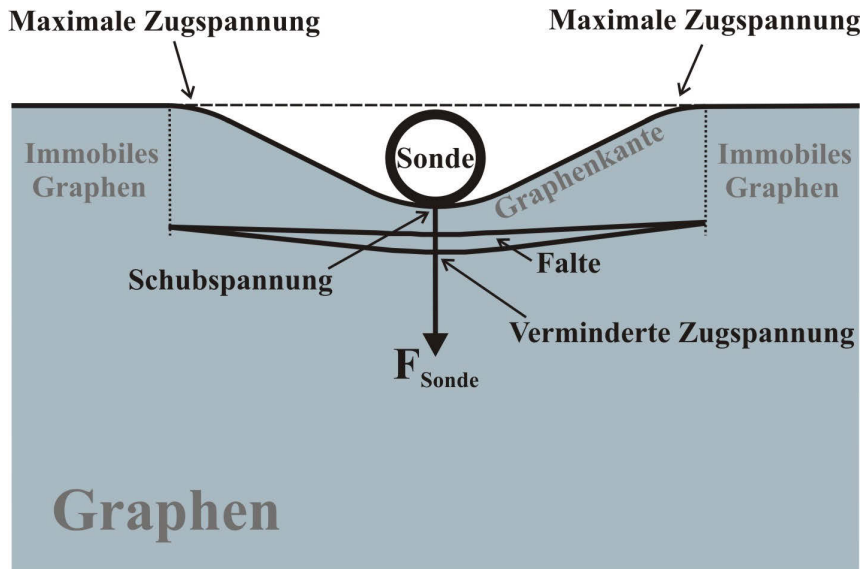 Maximale Zugspannung
Maximale Zugspannung
Immobiles
Graphen
Sonde
Graphenkante
Immobiles
Graphen
Schubspannung
Falte
Verminderte Zugspannung
F Sonde
Graphen